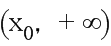 (x₀, +∞)